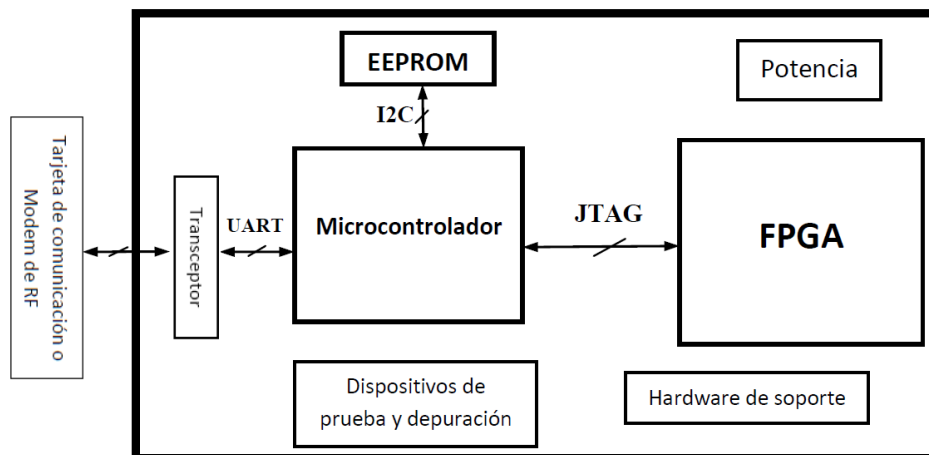 EEPROM
Potencia
I2C
Tarjeta de comunicación o
Modem de RF
Transceptor
UART
Microcontrolador
JTAG
FPGA
Dispositivos de
prueba y depuración
Hardware de soporte